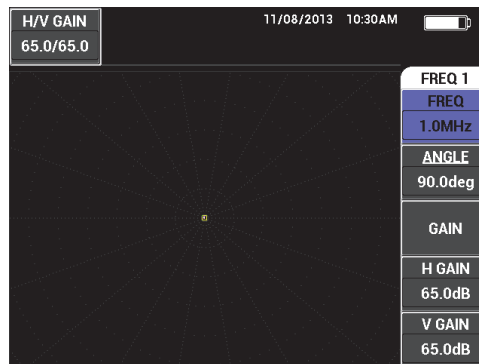 H/V GAIN
65.0/65.0
11/08/2013 10:30AM
FREQ 1
FREQ
1.0MHz
ANGLE
90.0deg
GAIN
H GAIN
65.0dB
V GAIN
65.0dB